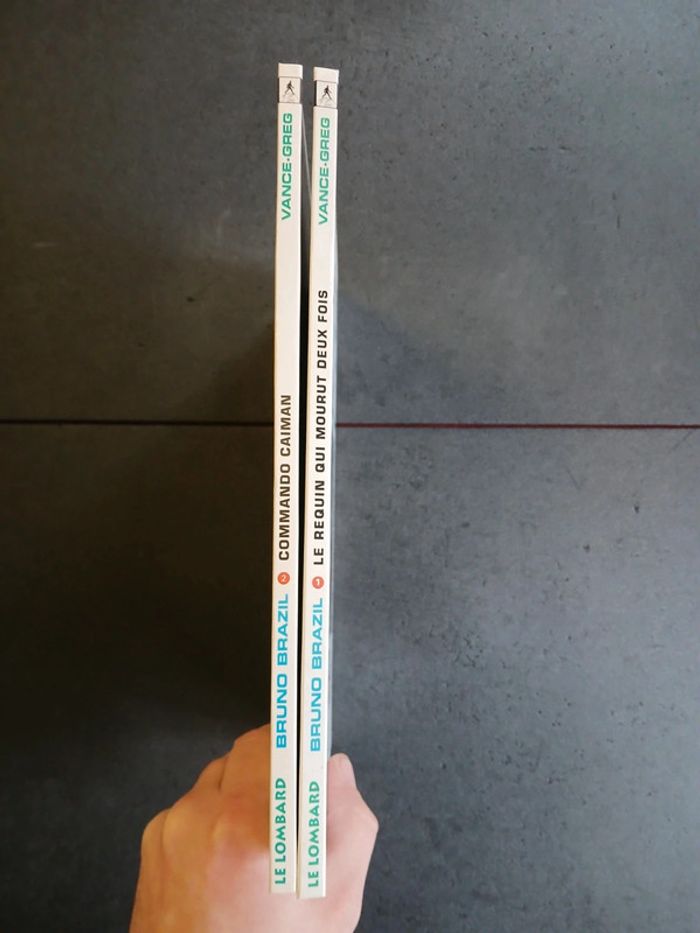 LE LOMBARD BRUNO BRAZIL 2 COMMANDO CAIMAN VANCE-GREG
LE LOMBARD BRUNO BRAZIL 1 LE REQUIN QUI MOURUT DEUX FOIS VANCE-GREG